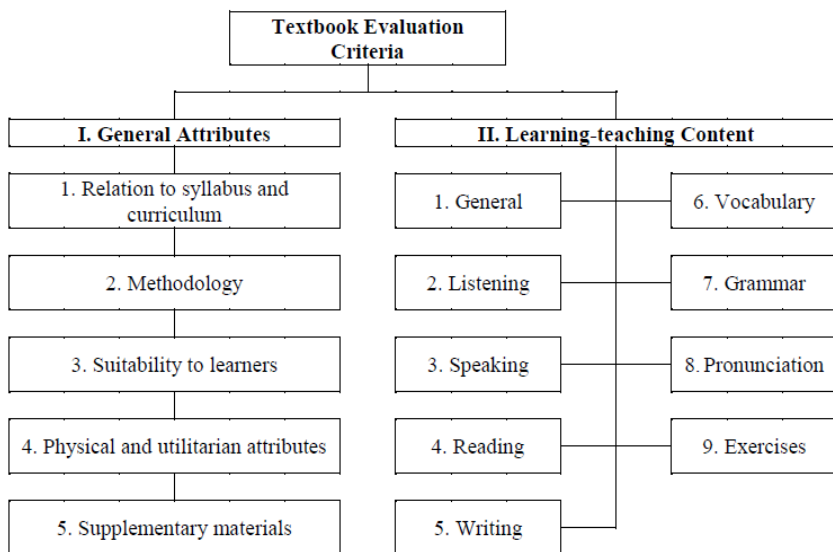 Textbook Evaluation
Criteria
I. General Attributes
1. Relation to syllabus and
curriculum
2. Methodology
3. Suitability to learners
4. Physical and utilitarian attributes
5. Supplementary materials
II. Learning-teaching Content
1. General
2. Listening
3. Speaking
4. Reading
5. Writing
6. Vocabulary
7. Grammar
8. Pronunciation
9. Exercises